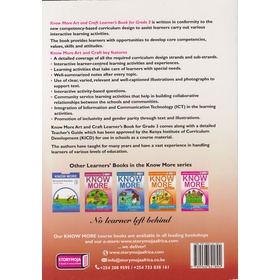 Know More Art and Craft Learner's Book for Grade 3 is written in conformity to the
new competency-based curriculum design to assist learners carry out various
interactive learning activities.
The book provides learners with opportunities to develop core competencies,
values, skills and attitudes.
Know More Art and Craft key features
• A detailed coverage of all the required curriculum design strands and sub-strands.
• Interactive learner-centered learning activities and experiences.
• Learning activities that take care of learners with special needs.
• Well-summarized notes after every topic.
• Use of clear, varied, relevant and well-captioned illustrations and photographs to
support text.
• Interactive activity-based questions.
• Community service learning activities that help in building collaborative
relationships between the schools and communities.
• Integration of Information and Communication Technology (ICT) in the learning
activities.
• Promotion of inclusivity and gender parity through text and illustrations.
Know More Art and Craft Learner's Book for Grade 3 comes along with a detailed
Teacher's Guide which has been approved by the Kenya Institute of Curriculum
Development (KICD) for use in schools as a course material.
The authors have taught for many years and have a vast experience in handling
learners of various levels of education.
Other Learners' Books in the Know More series
KNOW MORE
KNOW
MORE
KNOW
MORE
KNOW
MORE
KNOW
MORE
No learner left behind
Our KNOW MORE course books are available in all leading bookshops
and our e-store: www.storymojaafrica.com
... we deliver!
STORYMOJA
www.storymojaafrica.com